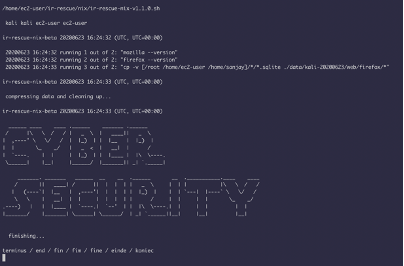 /home/ec2-user/ir-rescue/nix/ir-rescue-nix-v1.1.0.sh
kali kali ec2-user ec2-user
ir-rescue-nix-beta 20200623 16:24:32 (UTC, UTC+00:00)
20200623 16:24:32 running 1 out of 2: "mozilla --version"
20200623 16:24:32 running 2 out of 2: "firefox --version"
20200623 16:24:33 running 3 out of 2: "cp -v [/root /home/ec2-user /home/sanjay]/*/*.sqlite ./data/kali-20200623/web/firefox/*"
ir-rescue-nix-beta 20200623 16:24:33 (UTC, UTC+00:00)
compressing data and cleaning up...
ir-rescue-nix-beta 20200623 16:24:33 (UTC, UTC+00:00)
CYBER
SECURITY
finishing...
terminus / end / fin / fim / fine / einde / koniec